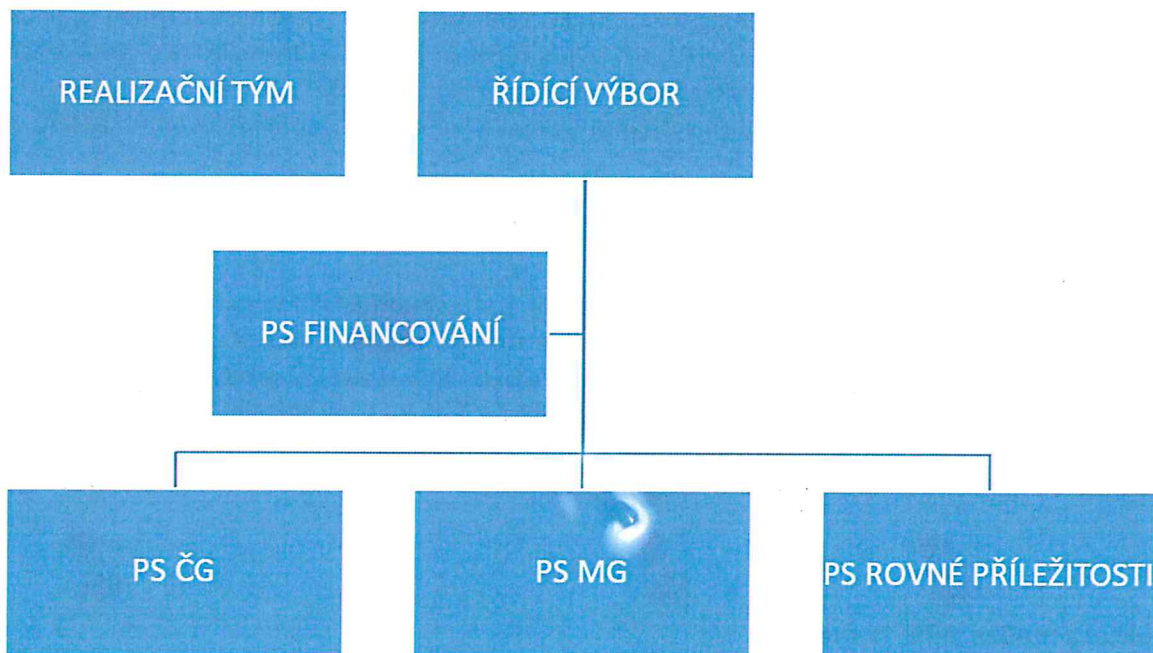 REALIZAČNÍ TÝM
ŘÍDÍCÍ VÝBOR
PS FINANCOVÁNÍ
PS ČG
PS MG
PS ROVNÉ PŘÍLEŽITOSTI